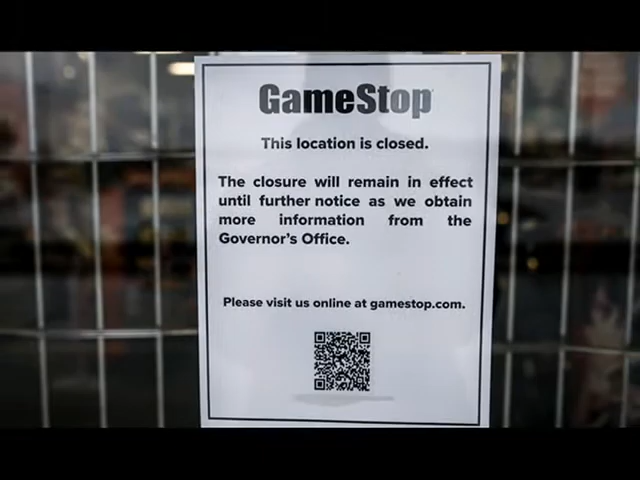 GameStop
This location is closed.
The closure will remain in effect
until further notice as we obtain
more information from the
Governor's Office.
Please visit us online at gamestop.com.